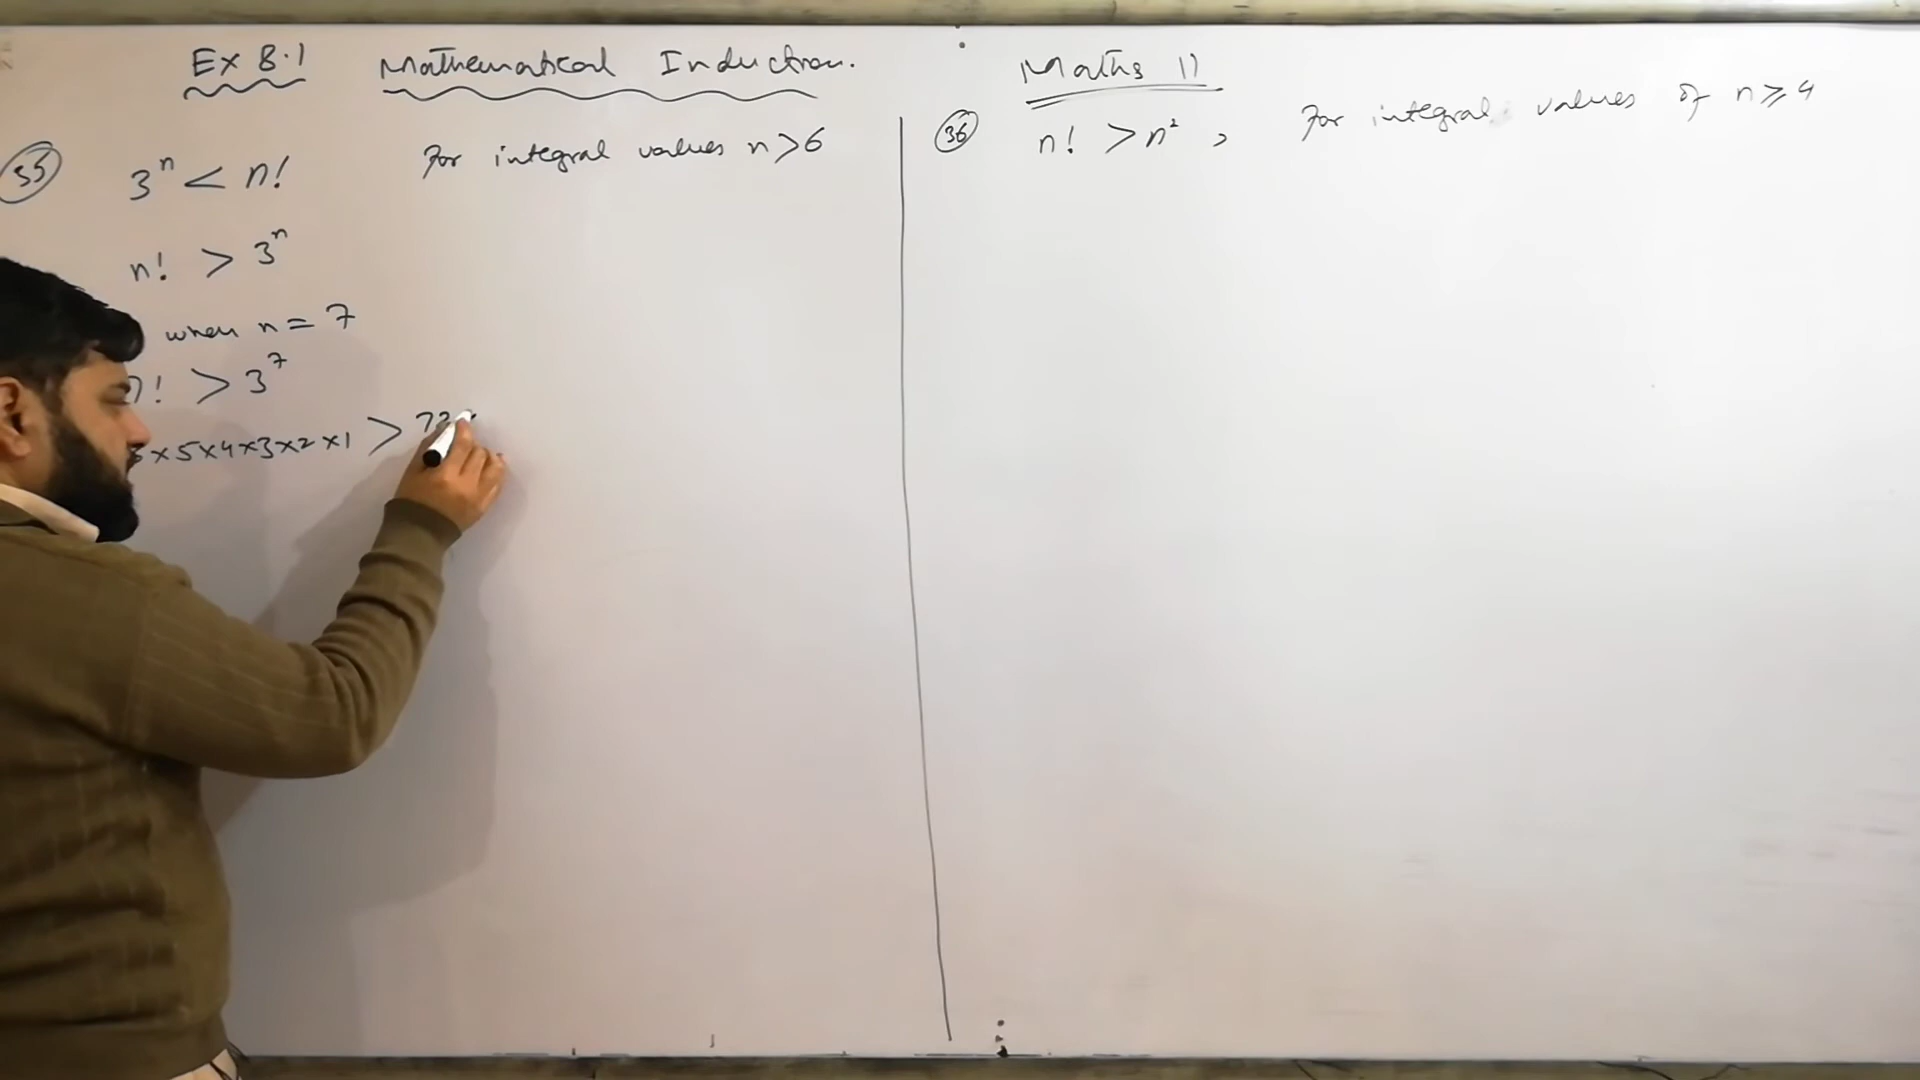 Ex 8.1 Mathematical Induction. Maths 11
35 3ⁿ < n! For integral values n>6
n! > 3ⁿ
when n = 7
! > 3⁷
×5×4×3×2×1 > 72
36 n! > n² , For integral values of n ⩾ 4